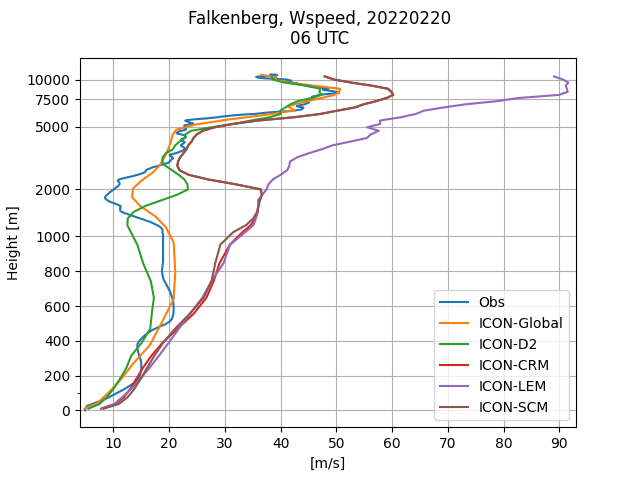 Falkenberg, Wspeed, 20220220
06 UTC
10000
7500
5000
2000
1000
800
600
400
200
0
Height [m]
Obs
ICON-Global
ICON-D2
ICON-CRM
ICON-LEM
ICON-SCM
10 20 30 40 50 60 70 80 90
[m/s]